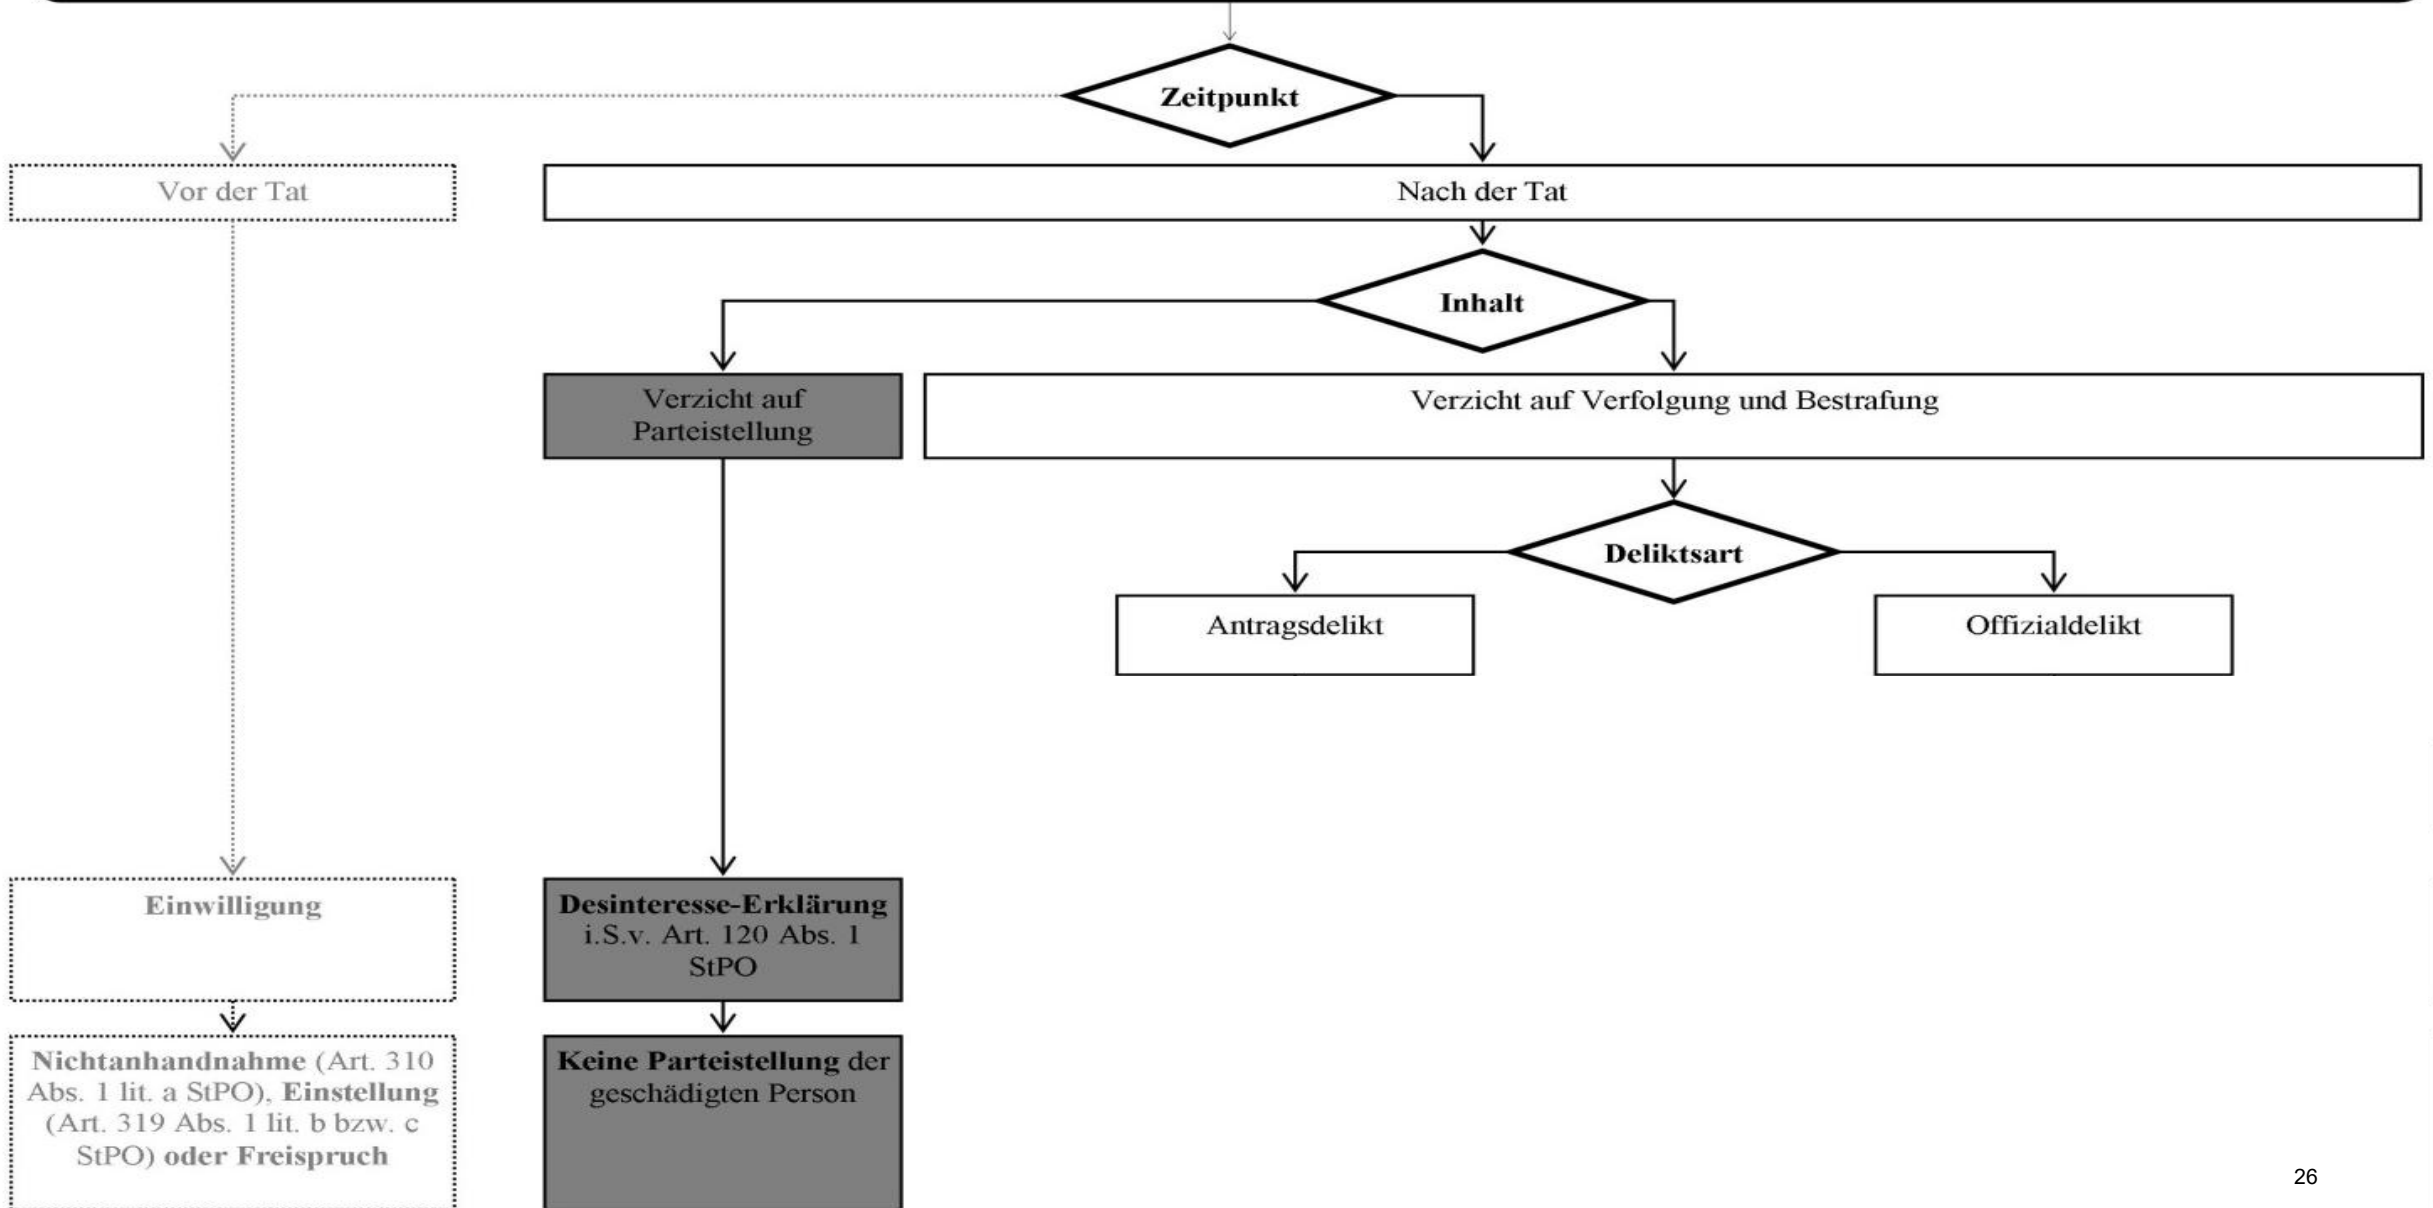 Zeitpunkt
Vor der Tat
Nach der Tat
Inhalt
Verzicht auf
Parteistellung
Verzicht auf Verfolgung und Bestrafung
Deliktsart
Antragsdelikt
Offizialdelikt
Einwilligung
Desinteresse-Erklärung
i.S.v. Art. 120 Abs. 1
StPO
Nichtanhandnahme (Art. 310
Abs. 1 lit. a StPO), Einstellung
(Art. 319 Abs. 1 lit. b bzw. c
StPO) oder Freispruch
Keine Parteistellung der
geschädigten Person
26